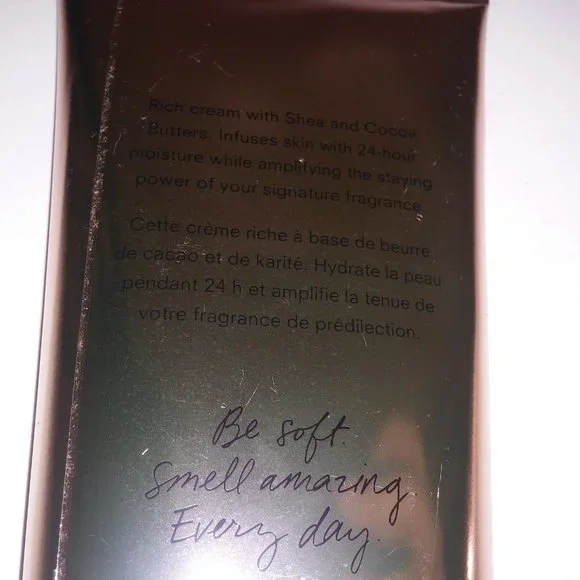 Rich cream with Shea and Cocoa
Butters. Infuses skin with 24-hour
moisture while amplifying the staying
power of your signature fragrance.
Cette crème riche à base de beurre
de cacao et de karité. Hydrate la peau
pendant 24 h et amplifie la tenue de
votre fragrance de prédilection.
Be soft.
Smell amazing.
Every day.